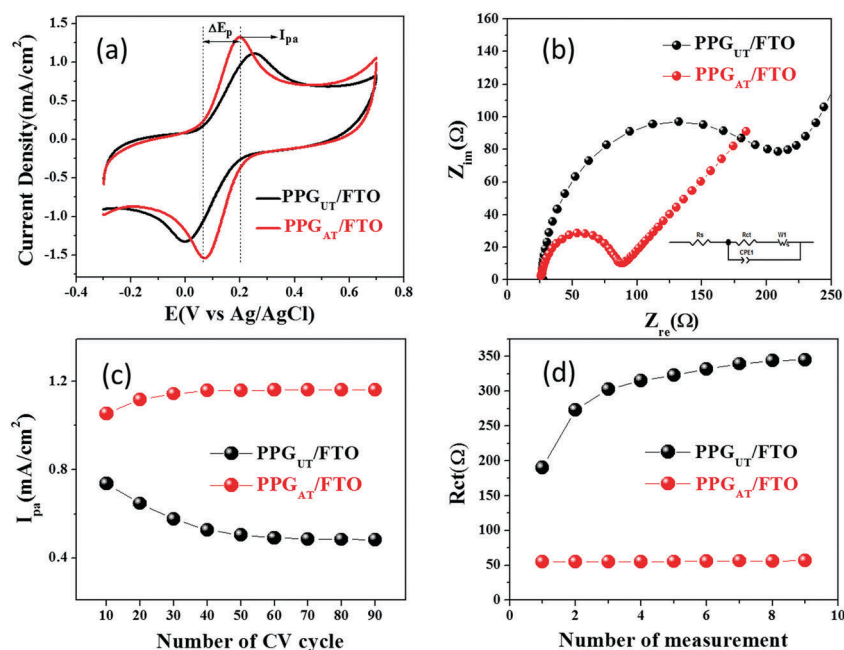 (a)
ΔEp
Ipa
1.5
1.0
0.5
0.0
0.5
1.0
1.5
Current Density(mA/cm²)
PPGUT/FTO
PPGAT/FTO
-0.4
-0.2
0.0
0.2
0.4
0.6
0.8
E(V vs Ag/AgCl)
(b)
160
140
120
100
80
60
40
20
0
Zim(Ω)
PPGUT/FTO
PPGAT/FTO
Rs
Rct
W1
CPE1
0
50
100
150
200
250
Zre(Ω)
(c)
1.2
0.8
0.4
Ipa(mA/cm²)
PPGUT/FTO
PPGAT/FTO
10 20 30 40 50 60 70 80 90
Number of CV cycle
(d)
350
300
250
200
150
100
50
0
Rct(Ω)
PPGUT/FTO
PPGAT/FTO
0
2
4
6
8
10
Number of measurement